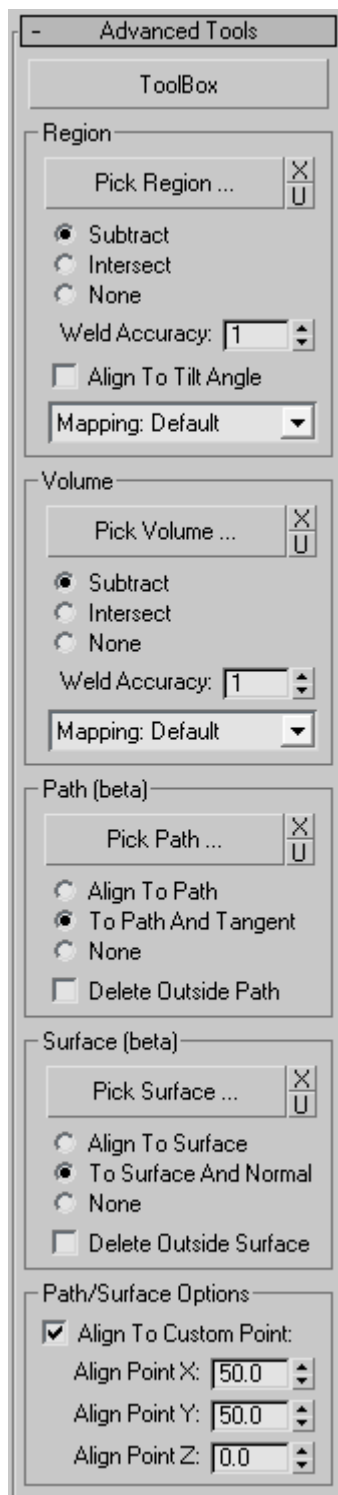 - Advanced Tools
ToolBox
Region
Pick Region ... X
U
Subtract
Intersect
None
Weld Accuracy: 1
Align To Tilt Angle
Mapping: Default
Volume
Pick Volume ... X
U
Subtract
Intersect
None
Weld Accuracy: 1
Mapping: Default
Path (beta)
Pick Path ... X
U
Align To Path
To Path And Tangent
None
Delete Outside Path
Surface (beta)
Pick Surface ... X
U
Align To Surface
To Surface And Normal
None
Delete Outside Surface
Path/Surface Options
Align To Custom Point:
Align Point X: 50.0
Align Point Y: 50.0
Align Point Z: 0.0